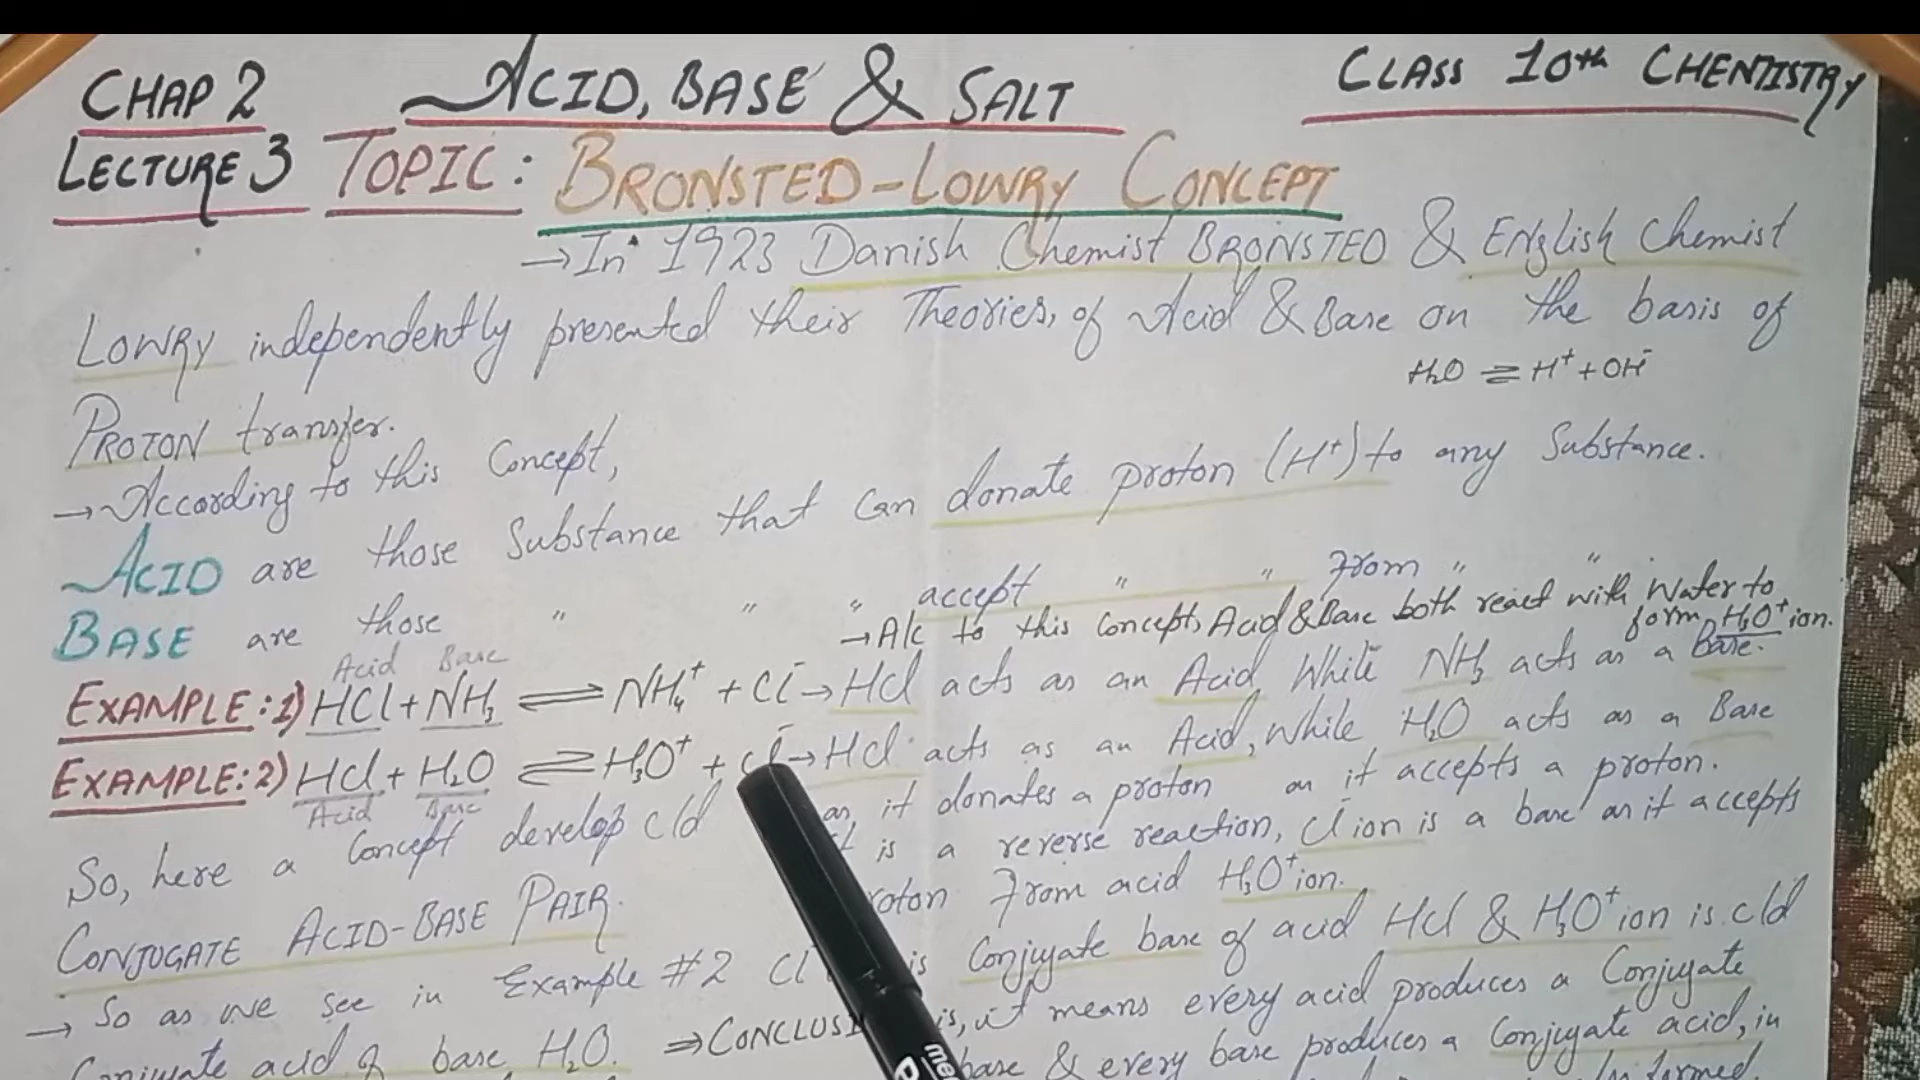 CHAP 2 ACID, BASE & SALT CLASS 10th CHEMISTRY
LECTURE 3 TOPIC: BRONSTED-LOWRY CONCEPT
→ In 1923 Danish Chemist BRONSTED & English Chemist
LOWRY independently presented their Theories, of Acid & Base on the basis of
H₂O ⇌ H⁺ + OH⁻
PROTON transfer.
→ According to this Concept,
ACID are those Substance that Can donate proton (H⁺) to any Substance.
BASE are those " " " accept " " From " "
→ A/c to this Concept, Acid & Base both react with Water to
form H₃O⁺ ion.
Acid Base
EXAMPLE: 1) HCl + NH₃ ⇌ NH₄⁺ + Cl⁻ → HCl acts as an Acid While NH₃ acts as a Base.
EXAMPLE: 2) HCl + H₂O ⇌ H₃O⁺ + Cl⁻ → HCl acts as an Acid, While H₂O acts as a Base
Acid Base
as it donates a proton as it accepts a proton.
So, here a Concept develop c/d
is a reverse reaction, Cl⁻ ion is a base as it accepts
CONJUGATE ACID-BASE PAIR.
roton From acid H₃O⁺ ion.
→ So as we see in Example #2 Cl⁻ is Conjugate base of acid HCl & H₃O⁺ ion is c/d
Conjugate acid of base H₂O. ⇒ CONCLUSI is, it means every acid produces a Conjugate
base & every base produces a Conjugate acid, in
formed.